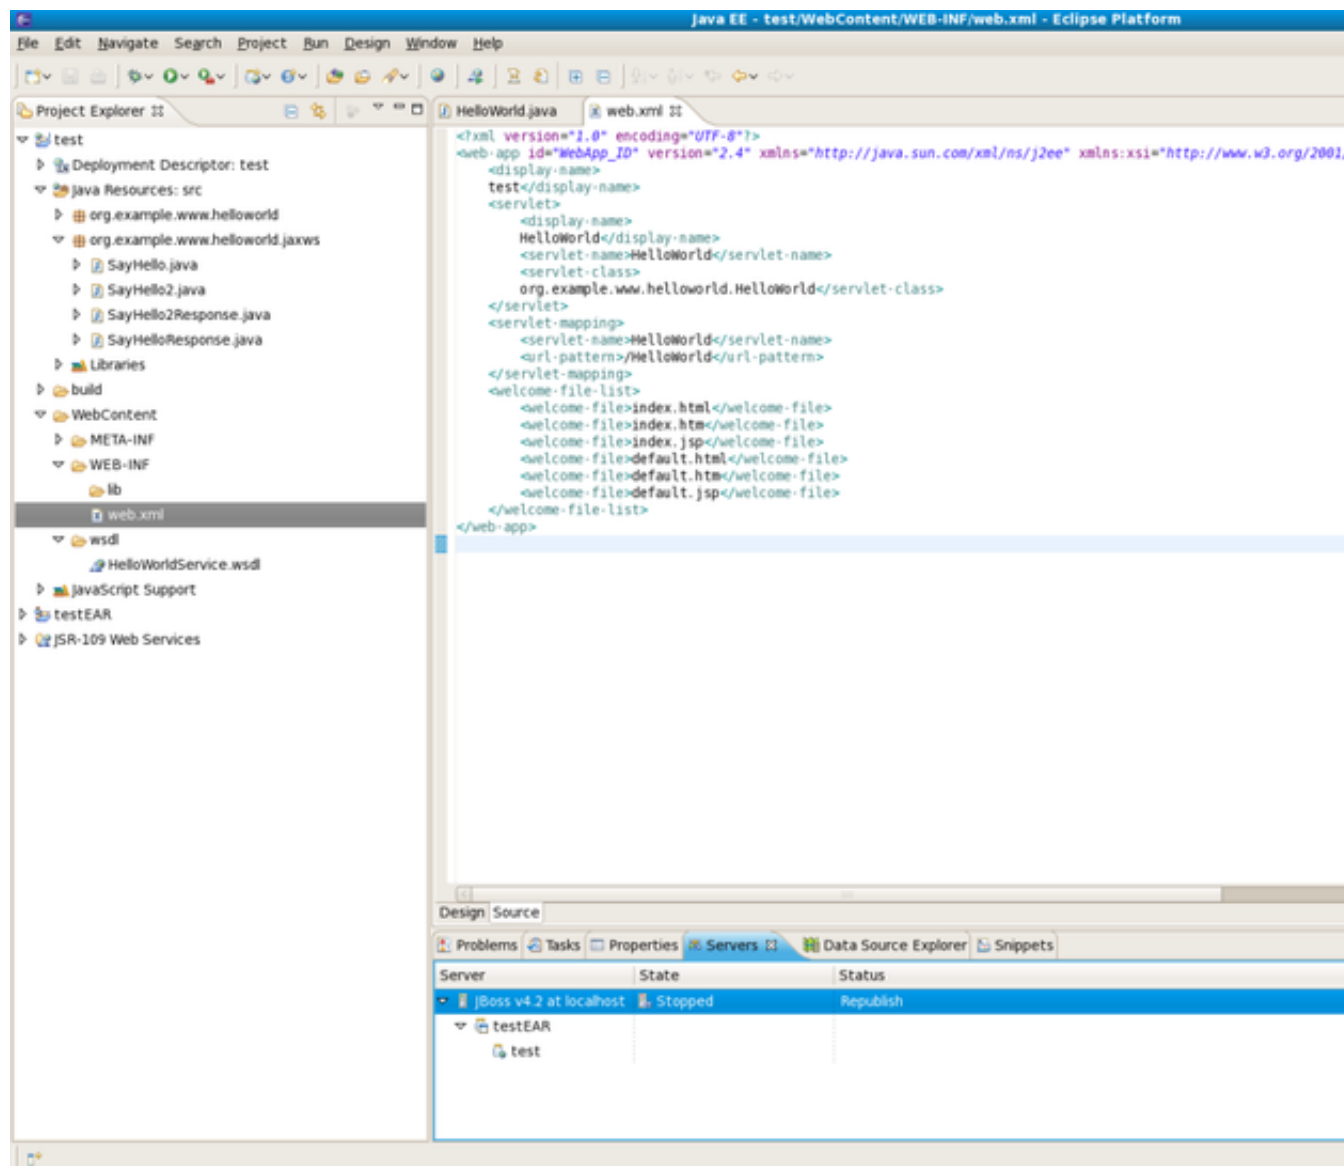 Java EE - test/WebContent/WEB-INF/web.xml - Eclipse Platform
File Edit Navigate Search Project Run Design Window Help
Project Explorer
HelloWorld.java web.xml
test
Deployment Descriptor: test
Java Resources: src
org.example.www.helloworld
org.example.www.helloworld.jaxws
SayHello.java
SayHello2.java
SayHello2Response.java
SayHelloResponse.java
Libraries
build
WebContent
META-INF
WEB-INF
lib
web.xml
wsdl
HelloWorldService.wsdl
JavaScript Support
testEAR
JSR-109 Web Services
<?xml version="1.0" encoding="UTF-8"?>
<web-app id="WebApp_ID" version="2.4" xmlns="http://java.sun.com/xml/ns/j2ee" xmlns:xsi="http://www.w3.org/2001/
<display-name>
test</display-name>
<servlet>
<display-name>
HelloWorld</display-name>
<servlet-name>HelloWorld</servlet-name>
<servlet-class>
org.example.www.helloworld.HelloWorld</servlet-class>
</servlet>
<servlet-mapping>
<servlet-name>HelloWorld</servlet-name>
<url-pattern>/HelloWorld</url-pattern>
</servlet-mapping>
<welcome-file-list>
<welcome-file>index.html</welcome-file>
<welcome-file>index.htm</welcome-file>
<welcome-file>index.jsp</welcome-file>
<welcome-file>default.html</welcome-file>
<welcome-file>default.htm</welcome-file>
<welcome-file>default.jsp</welcome-file>
</welcome-file-list>
</web-app>
Design Source
Problems Tasks Properties Servers Data Source Explorer Snippets
Server State Status
JBoss v4.2 at localhost Stopped Republish
testEAR
test